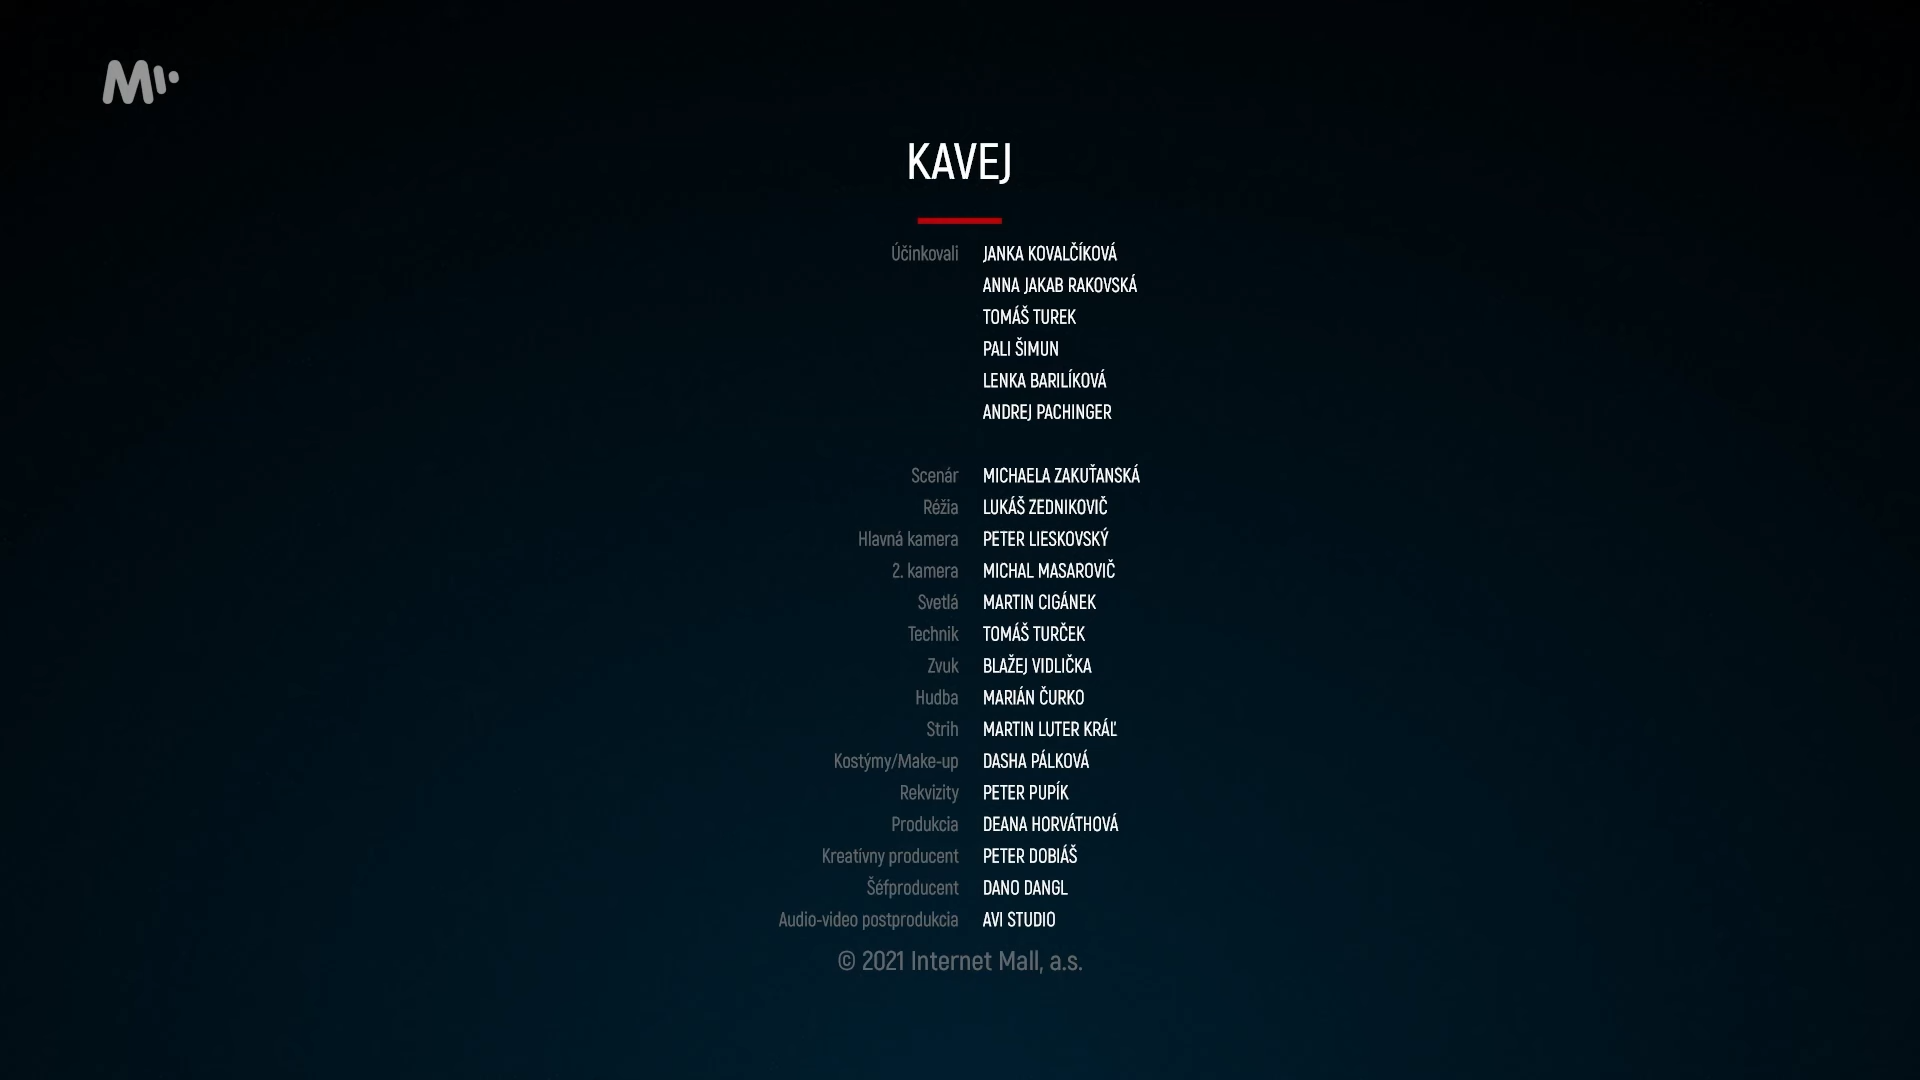 KAVEJ
Účinkovali JANKA KOVALČÍKOVÁ
ANNA JAKAB RAKOVSKÁ
TOMÁŠ TUREK
PALI ŠIMUN
LENKA BARILÍKOVÁ
ANDREJ PACHINGER
Scenár MICHAELA ZAKUŤANSKÁ
Réžia LUKÁŠ ZEDNIKOVIČ
Hlavná kamera PETER LIESKOVSKÝ
2. kamera MICHAL MASAROVIČ
Svetlá MARTIN CIGÁNEK
Technik TOMÁŠ TURČEK
Zvuk BLAŽEJ VIDLIČKA
Hudba MARIÁN ČURKO
Strih MARTIN LUTER KRÁĽ
Kostýmy/Make-up DASHA PÁLKOVÁ
Rekvizity PETER PUPÍK
Produkcia DEANA HORVÁTHOVÁ
Kreatívny producent PETER DOBIÁŠ
Šéfproducent DANO DANGL
Audio-video postprodukcia AVI STUDIO
© 2021 Internet Mall, a.s.